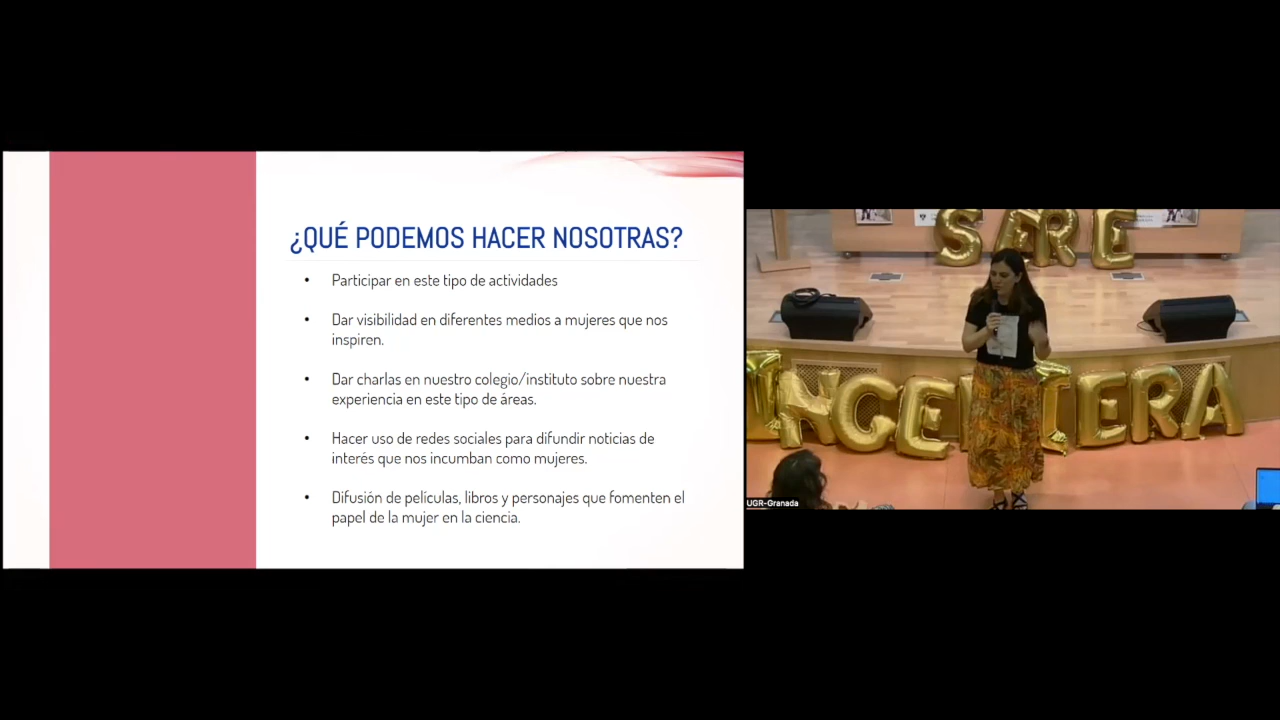 ¿QUÉ PODEMOS HACER NOSOTRAS?
• Participar en este tipo de actividades
• Dar visibilidad en diferentes medios a mujeres que nos
inspiren.
• Dar charlas en nuestro colegio/instituto sobre nuestra
experiencia en este tipo de áreas.
• Hacer uso de redes sociales para difundir noticias de
interés que nos incumban como mujeres.
• Difusión de películas, libros y personajes que fomenten el
papel de la mujer en la ciencia.
SERE
INGENIERA
UGR-Granada